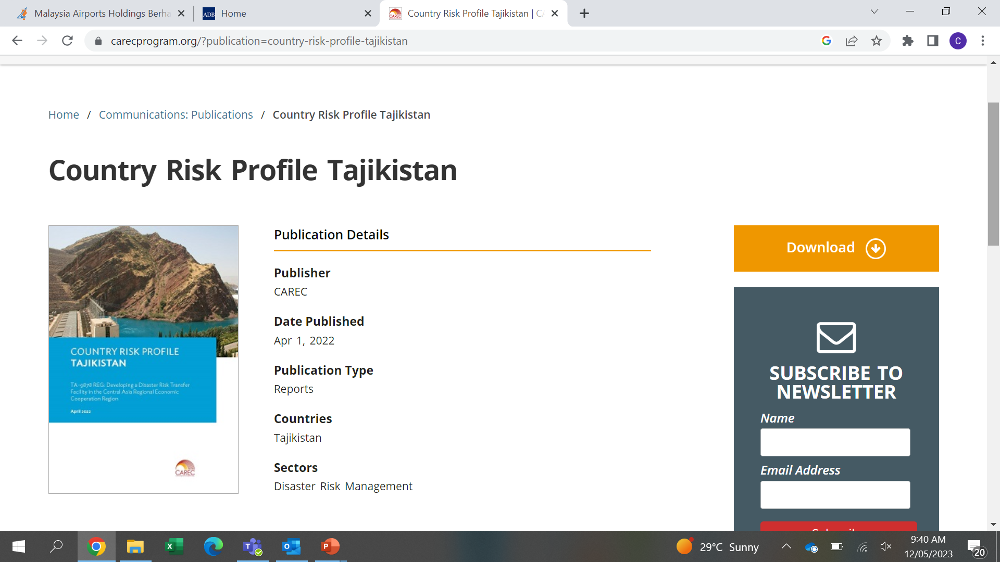 Malaysia Airports Holdings Berha
ADB
Home
CAREC
Country Risk Profile Tajikistan | CA
carecprogram.org/?publication=country-risk-profile-tajikistan
C
Home / Communications: Publications / Country Risk Profile Tajikistan
Country Risk Profile Tajikistan
COUNTRY RISK PROFILE
TAJIKISTAN
TA-9878 REG: Developing a Disaster Risk Transfer
Facility in the Central Asia Regional Economic
Cooperation Region
April 2022
CAREC
Publication Details
Publisher
CAREC
Date Published
Apr 1, 2022
Publication Type
Reports
Countries
Tajikistan
Sectors
Disaster Risk Management
Download
SUBSCRIBE TO
NEWSLETTER
Name
Email Address
29°C Sunny
9:40 AM
12/05/2023
20